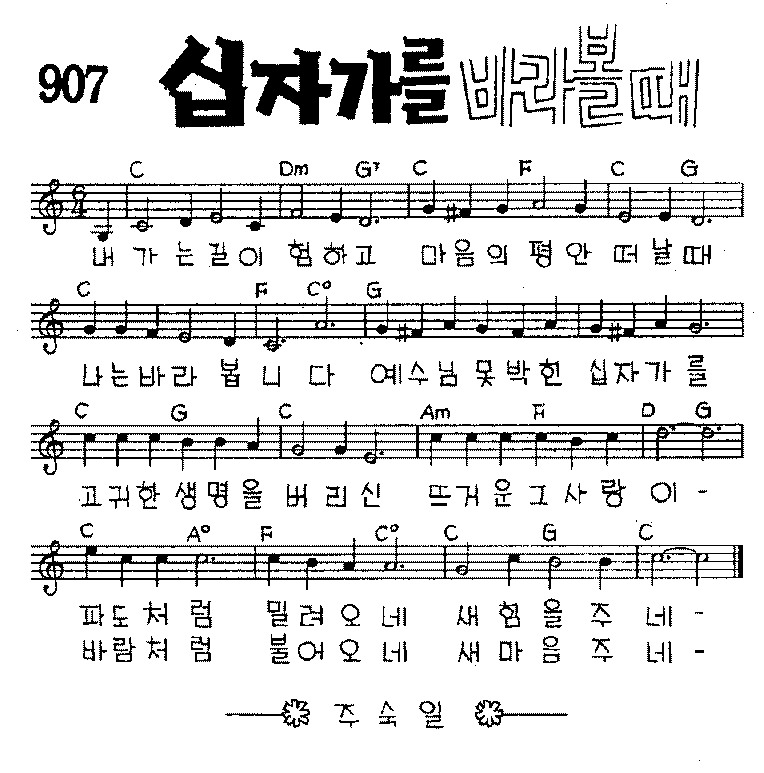 907 십자가를 바라볼때
C Dm G7 C F C G
6/4
내 가 는 길 이 험 하 고 마 음 의 평 안 떠 날 때
C F C° G
나 는 바 라 봅 니 다 예 수 님 못 박 힌 십 자 가 를
C G C Am F D G
고 귀 한 생 명 을 버 리 신 뜨 거 운 그 사 랑 이 -
C A° F C° C G C
파 도 처 럼 밀 려 오 네 새 힘 을 주 네 -
바 람 처 럼 불 어 오 네 새 마 음 주 네 -
주 숙 일